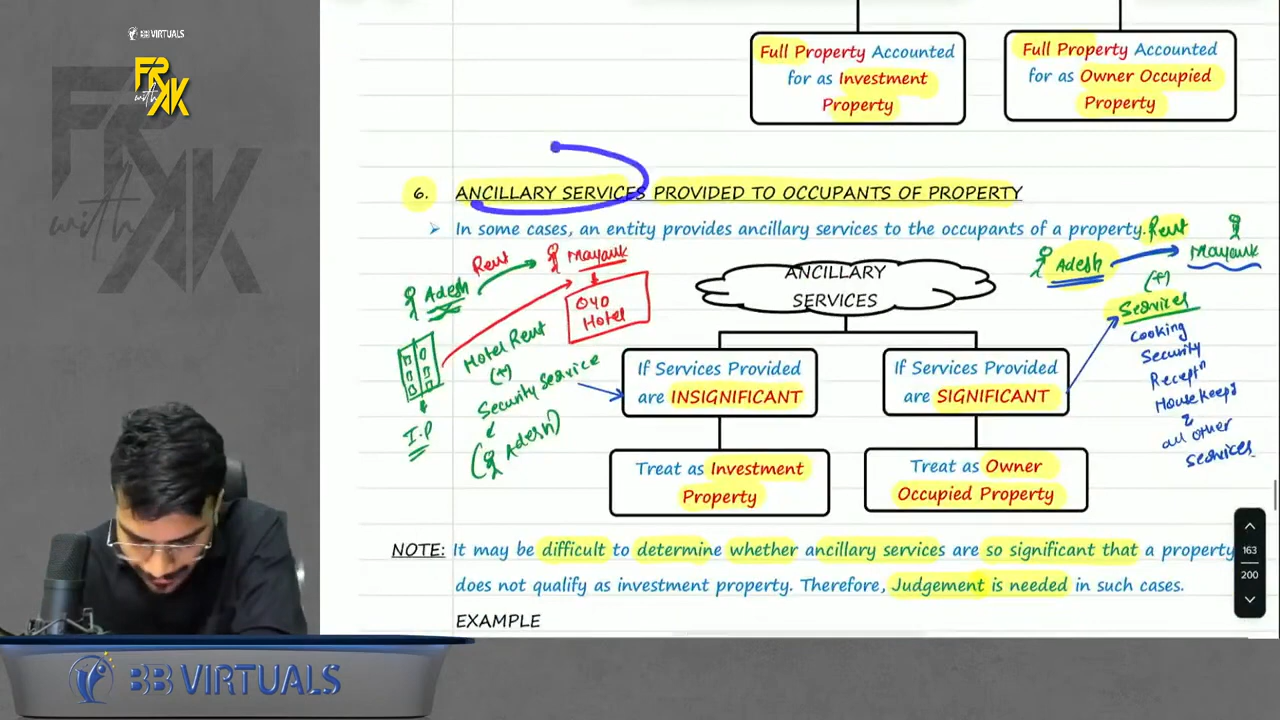 BB VIRTUALS
FR
with
AK
FR
with
AK
Full Property Accounted
for as Investment
Property
Full Property Accounted
for as Owner Occupied
Property
6. ANCILLARY SERVICES PROVIDED TO OCCUPANTS OF PROPERTY
➢ In some cases, an entity provides ancillary services to the occupants of a property.
Rent
Adesh
Mayank
(+)
Services
Cooking
Security
Receptn
Housekeepg
&
all other
Services
Adesh
Rent
Mayank
OYO
Hotel
I.P
Hotel Rent
(+)
Security Service
(Adesh)
ANCILLARY
SERVICES
If Services Provided
are INSIGNIFICANT
If Services Provided
are SIGNIFICANT
Treat as Investment
Property
Treat as Owner
Occupied Property
NOTE: It may be difficult to determine whether ancillary services are so significant that a property
does not qualify as investment property. Therefore, Judgement is needed in such cases.
EXAMPLE
163
200
BB VIRTUALS